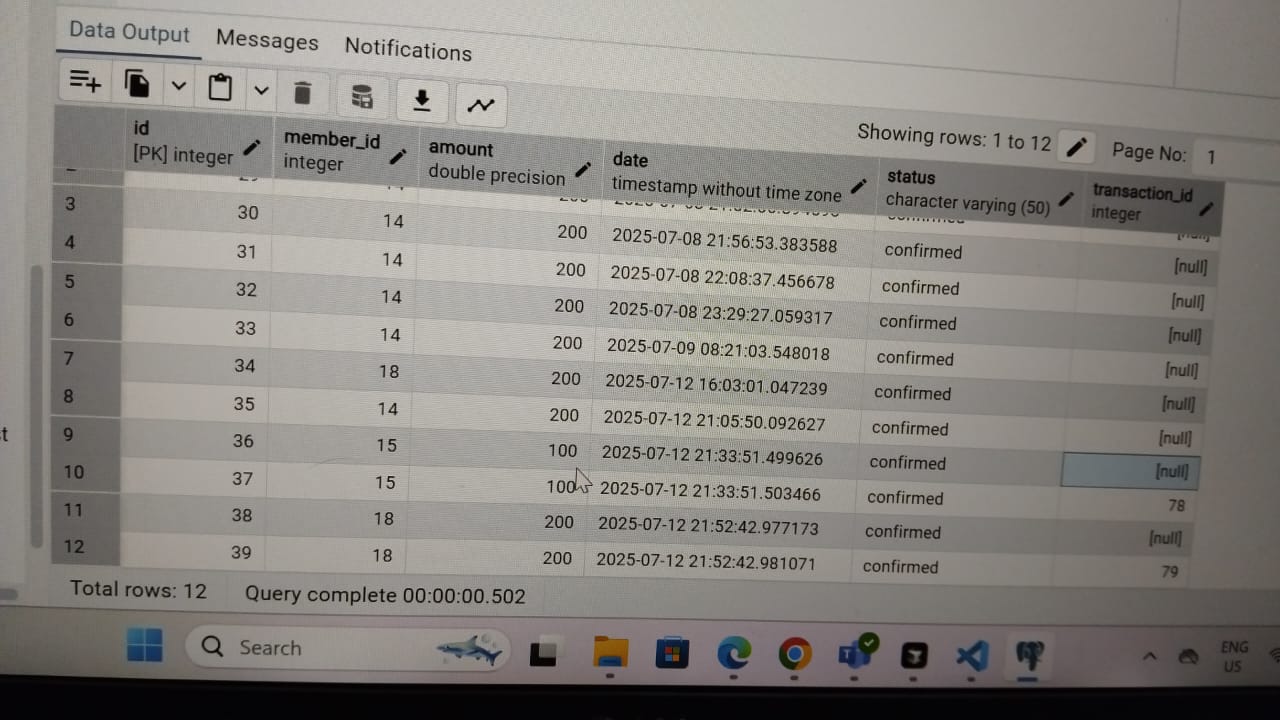 Data Output Messages Notifications
Showing rows: 1 to 12 Page No: 1
id member_id amount date status transaction_id
[PK] integer integer double precision timestamp without time zone character varying (50) integer
3 30 14 200 2025-07-08 21:56:53.383588 confirmed [null]
4 31 14 200 2025-07-08 22:08:37.456678 confirmed [null]
5 32 14 200 2025-07-08 23:29:27.059317 confirmed [null]
6 33 14 200 2025-07-09 08:21:03.548018 confirmed [null]
7 34 18 200 2025-07-12 16:03:01.047239 confirmed [null]
8 35 14 200 2025-07-12 21:05:50.092627 confirmed [null]
9 36 15 100 2025-07-12 21:33:51.499626 confirmed [null]
10 37 15 100 2025-07-12 21:33:51.503466 confirmed 78
11 38 18 200 2025-07-12 21:52:42.977173 confirmed [null]
12 39 18 200 2025-07-12 21:52:42.981071 confirmed 79
Total rows: 12 Query complete 00:00:00.502
Search
ENG
US